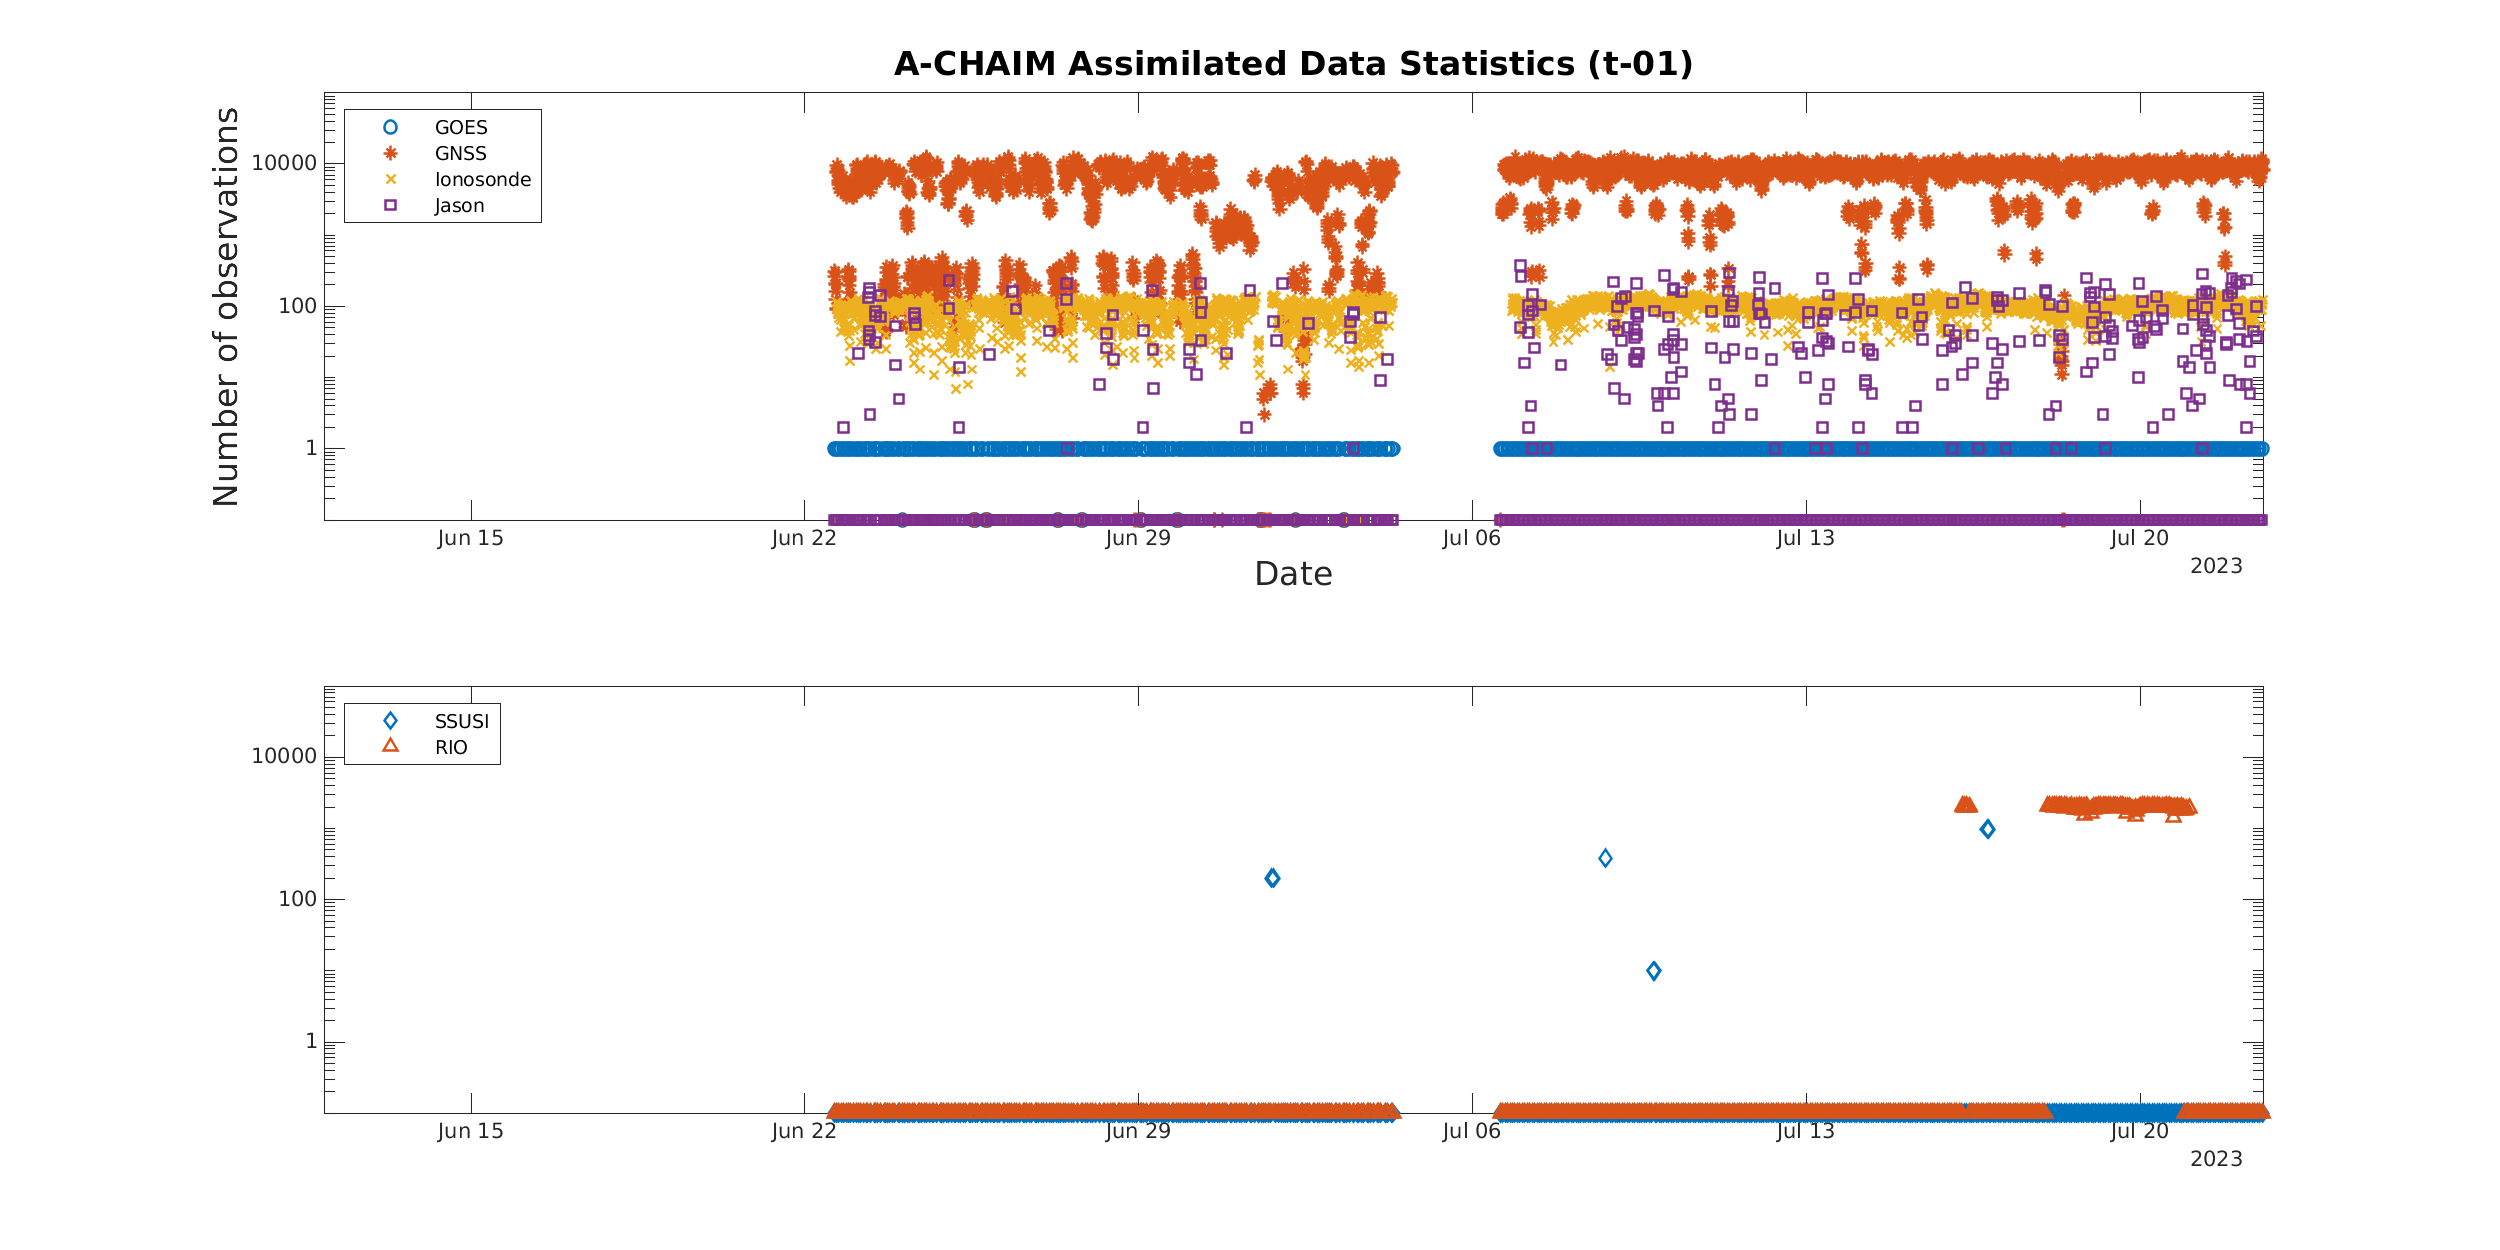 A-CHAIM Assimilated Data Statistics (t-01)
Number of observations
10000
100
1
GOES
GNSS
Ionosonde
Jason
Jun 15
Jun 22
Jun 29
Jul 06
Jul 13
Jul 20
2023
Date
10000
100
1
SSUSI
RIO
Jun 15
Jun 22
Jun 29
Jul 06
Jul 13
Jul 20
2023